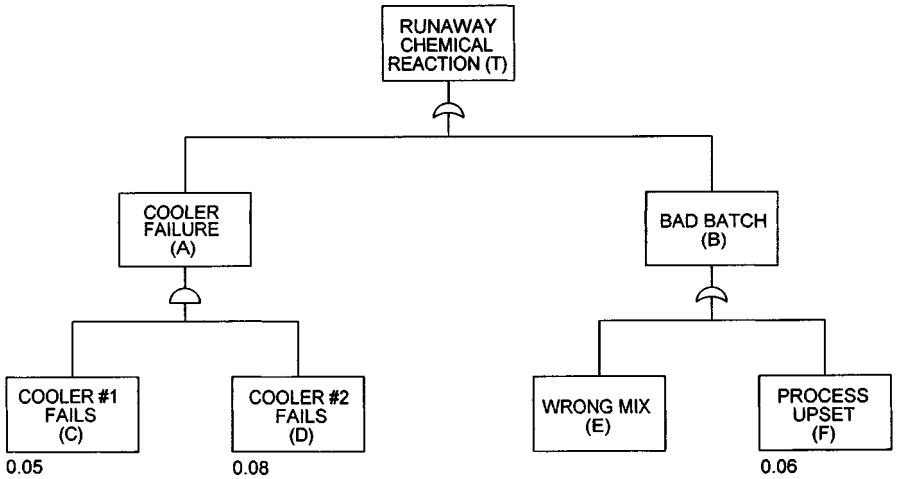 RUNAWAY
CHEMICAL
REACTION (T)
COOLER
FAILURE
(A)
BAD BATCH
(B)
COOLER #1
FAILS
(C)
COOLER #2
FAILS
(D)
WRONG MIX
(E)
PROCESS
UPSET
(F)
0.05
0.08
0.06